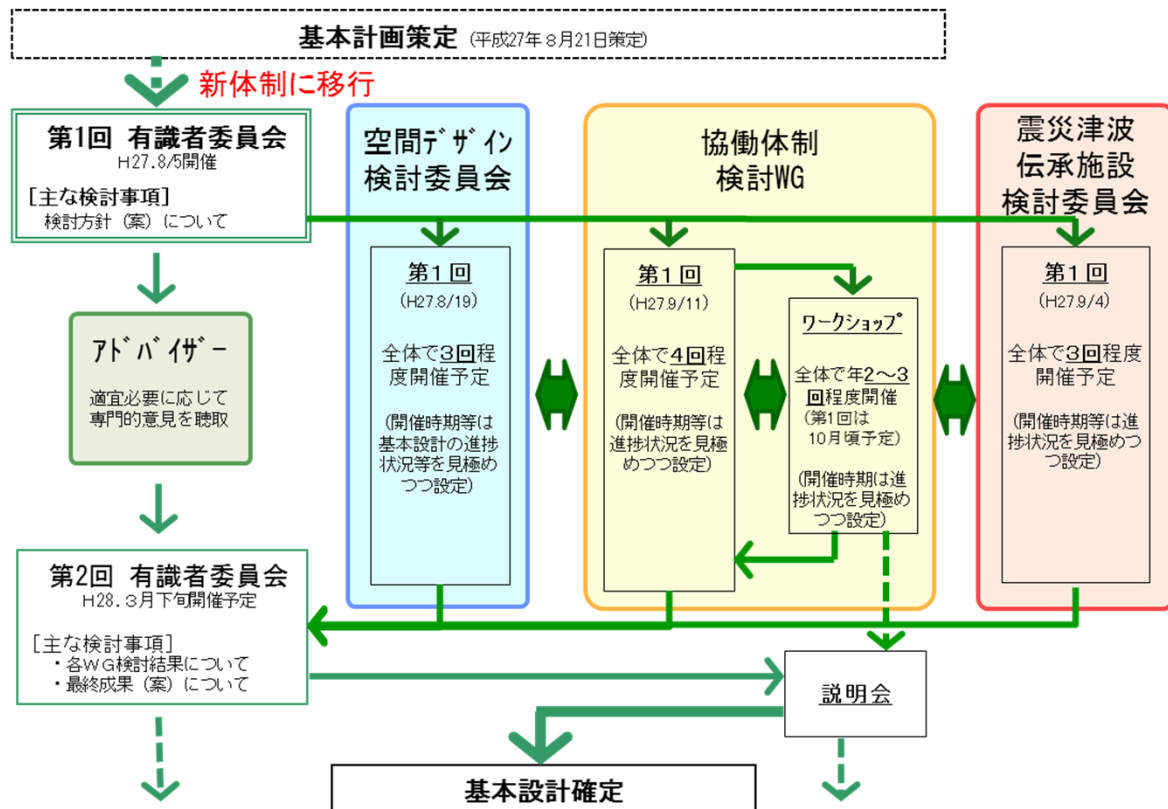 基本計画策定 (平成27年8月21日策定)
新体制に移行
第1回 有識者委員会
H27.8/5開催
[主な検討事項]
検討方針（案）について
アドバイザー
適宜必要に応じて
専門的意見を聴取
第2回 有識者委員会
H28.3月下旬開催予定
[主な検討事項]
・各WG検討結果について
・最終成果（案）について
空間デザイン
検討委員会
第1回
(H27.8/19)
全体で3回程
度開催予定
(開催時期等は
基本設計の進捗
状況等を見極め
つつ設定)
協働体制
検討WG
第1回
(H27.9/11)
全体で4回程
度開催予定
(開催時期等は
進捗状況を見極
めつつ設定)
ワークショップ
全体で年2～3
回程度開催
(第1回は
10月頃予定)
(開催時期は進
捗状況を見極め
つつ設定)
震災津波
伝承施設
検討委員会
第1回
(H27.9/4)
全体で3回程度
開催予定
(開催時期等は進
捗状況を見極めつ
つ設定)
説明会
基本設計確定